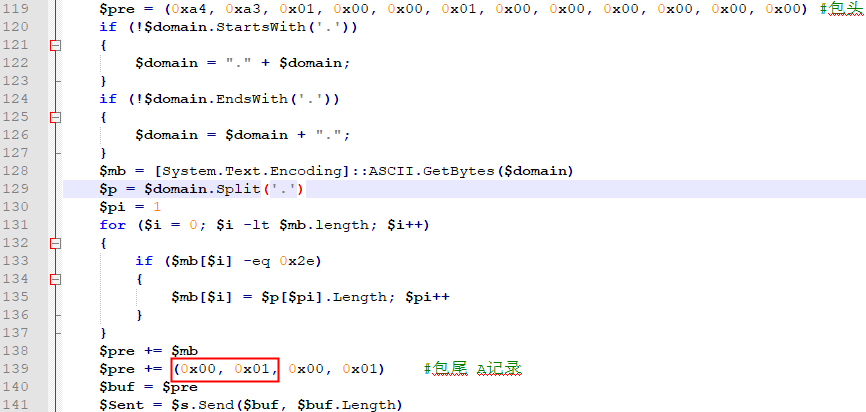 119 $pre = (0xa4, 0xa3, 0x01, 0x00, 0x00, 0x01, 0x00, 0x00, 0x00, 0x00, 0x00, 0x00) #包头
120 if (!$domain.StartsWith('.'))
121 {
122 $domain = "." + $domain;
123 }
124 if (!$domain.EndsWith('.'))
125 {
126 $domain = $domain + ".";
127 }
128 $mb = [System.Text.Encoding]::ASCII.GetBytes($domain)
129 $p = $domain.Split('.')
130 $pi = 1
131 for ($i = 0; $i -lt $mb.length; $i++)
132 {
133 if ($mb[$i] -eq 0x2e)
134 {
135 $mb[$i] = $p[$pi].Length; $pi++
136 }
137 }
138 $pre += $mb
139 $pre += (0x00, 0x01, 0x00, 0x01) #包尾 A记录
140 $buf = $pre
141 $Sent = $s.Send($buf, $buf.Length)